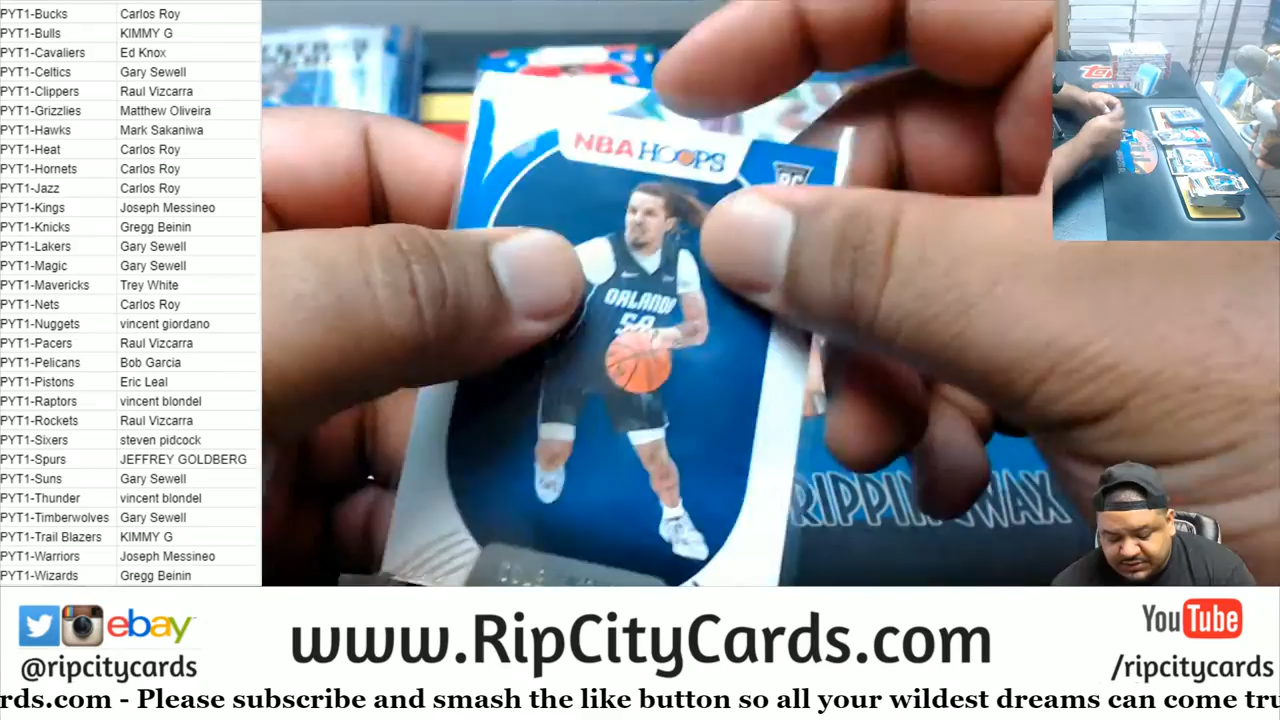 PYT1-Bucks Carlos Roy
PYT1-Bulls KIMMY G
PYT1-Cavaliers Ed Knox
PYT1-Celtics Gary Sewell
PYT1-Clippers Raul Vizcarra
PYT1-Grizzlies Matthew Oliveira
PYT1-Hawks Mark Sakaniwa
PYT1-Heat Carlos Roy
PYT1-Hornets Carlos Roy
PYT1-Jazz Carlos Roy
PYT1-Kings Joseph Messineo
PYT1-Knicks Gregg Beinin
PYT1-Lakers Gary Sewell
PYT1-Magic Gary Sewell
PYT1-Mavericks Trey White
PYT1-Nets Carlos Roy
PYT1-Nuggets vincent giordano
PYT1-Pacers Raul Vizcarra
PYT1-Pelicans Bob Garcia
PYT1-Pistons Eric Leal
PYT1-Raptors vincent blondel
PYT1-Rockets Raul Vizcarra
PYT1-Sixers steven pidcock
PYT1-Spurs JEFFREY GOLDBERG
PYT1-Suns Gary Sewell
PYT1-Thunder vincent blondel
PYT1-Timberwolves Gary Sewell
PYT1-Trail Blazers KIMMY G
PYT1-Warriors Joseph Messineo
PYT1-Wizards Gregg Beinin
NBA HOOPS
RC
ORLANDO
50
RIPPIN WAX
ebay
@ripcitycards
www.RipCityCards.com
YouTube
/ripcitycards
rds.com - Please subscribe and smash the like button so all your wildest dreams can come tru